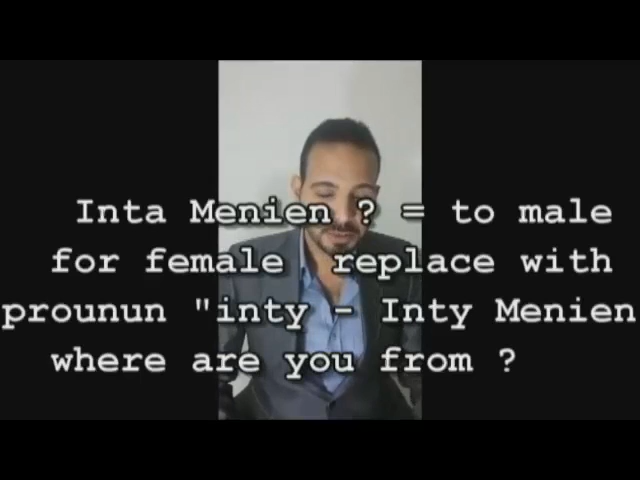 Inta Menien ? = to male
for female replace with
prounun "inty - Inty Menien
where are you from ?